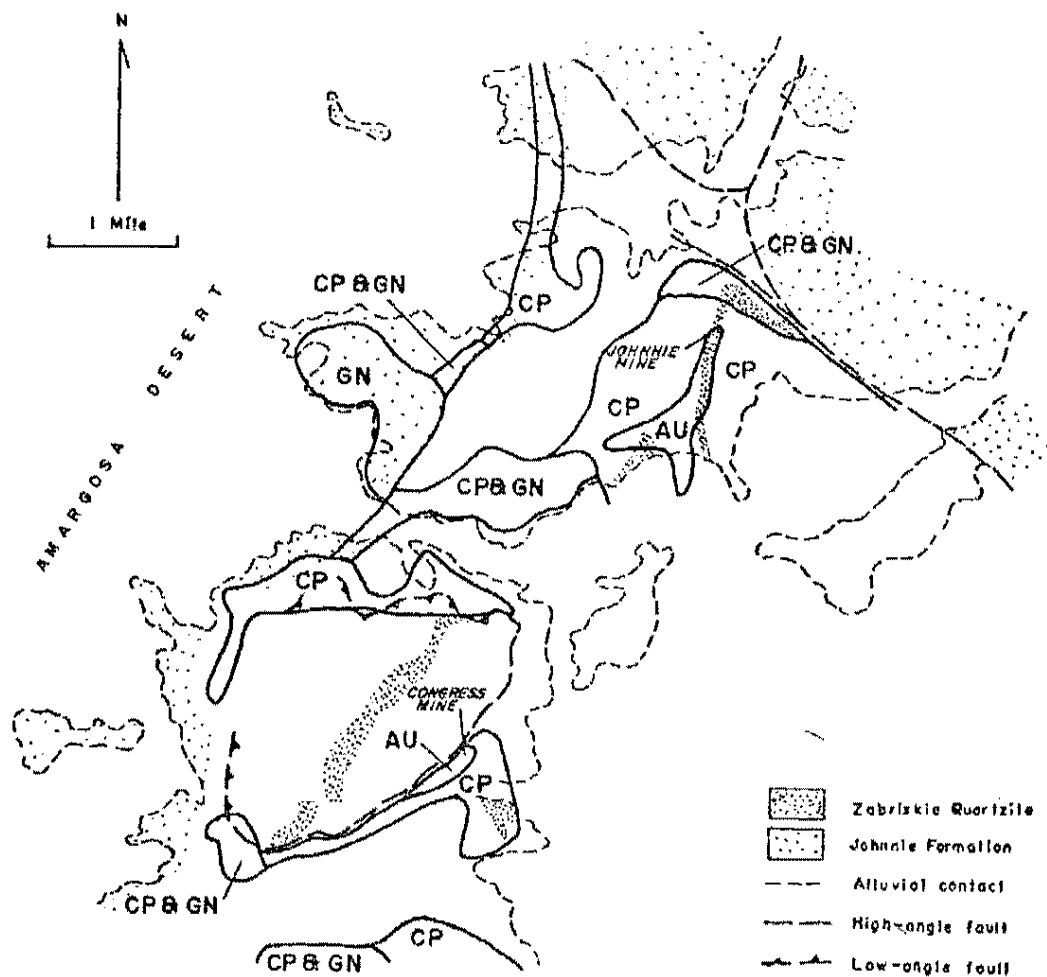 N
1 Mile
AMARGOSA DESERT
CP & GN
CP & GN
CP
JOHNNIE
MINE
GN
CP
CP
AU
CP & GN
CP
CONGRESS
MINE
AU
CP
CP & GN
CP
CP & GN
Zabriskie Quartzite
Johnnie Formation
Alluvial contact
High-angle fault
Low-angle fault